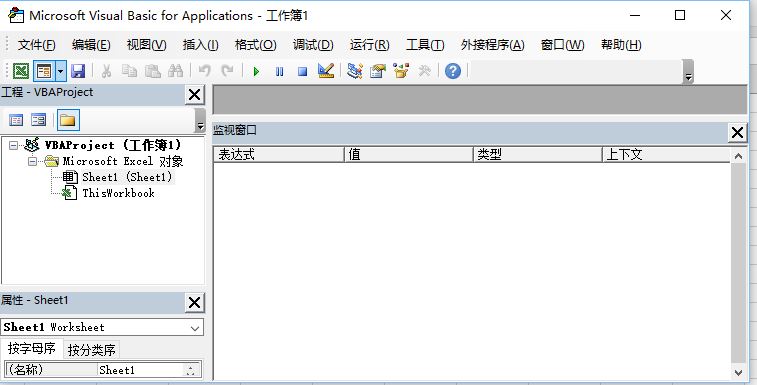 Microsoft Visual Basic for Applications - 工作簿1
文件(F) 编辑(E) 视图(V) 插入(I) 格式(O) 调试(D) 运行(R) 工具(T) 外接程序(A) 窗口(W) 帮助(H)
工程 - VBAProject
VBAProject (工作簿1)
Microsoft Excel 对象
Sheet1 (Sheet1)
ThisWorkbook
属性 - Sheet1
Sheet1 Worksheet
按字母序 按分类序
(名称) Sheet1
监视窗口
表达式 值 类型 上下文